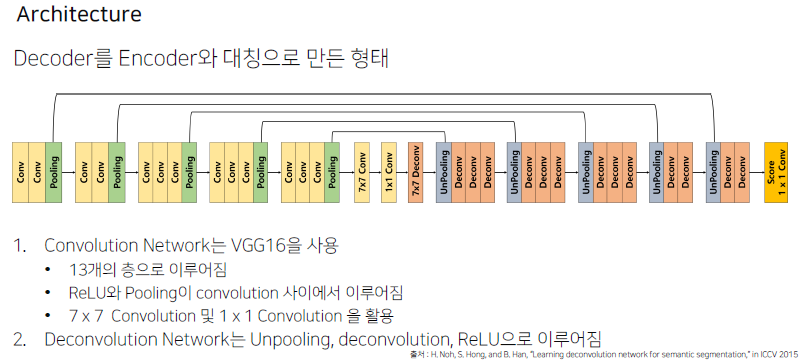 Architecture
Decoder를 Encoder와 대칭으로 만든 형태
Conv Conv Pooling Conv Conv Pooling Conv Conv Conv Pooling Conv Conv Conv Pooling Conv Conv Conv Pooling 7x7 Conv 1x1 Conv 7x7 Deconv UnPooling Deconv Deconv Deconv UnPooling Deconv Deconv Deconv UnPooling Deconv Deconv Deconv UnPooling Deconv Deconv UnPooling Deconv Deconv Score 1 x 1 Conv
1. Convolution Network는 VGG16을 사용
• 13개의 층으로 이루어짐
• ReLU와 Pooling이 convolution 사이에서 이루어짐
• 7 x 7 Convolution 및 1 x 1 Convolution 을 활용
2. Deconvolution Network는 Unpooling, deconvolution, ReLU으로 이루어짐
출처 : H. Noh, S. Hong, and B. Han, "Learning deconvolution network for semantic segmentation," in ICCV 2015